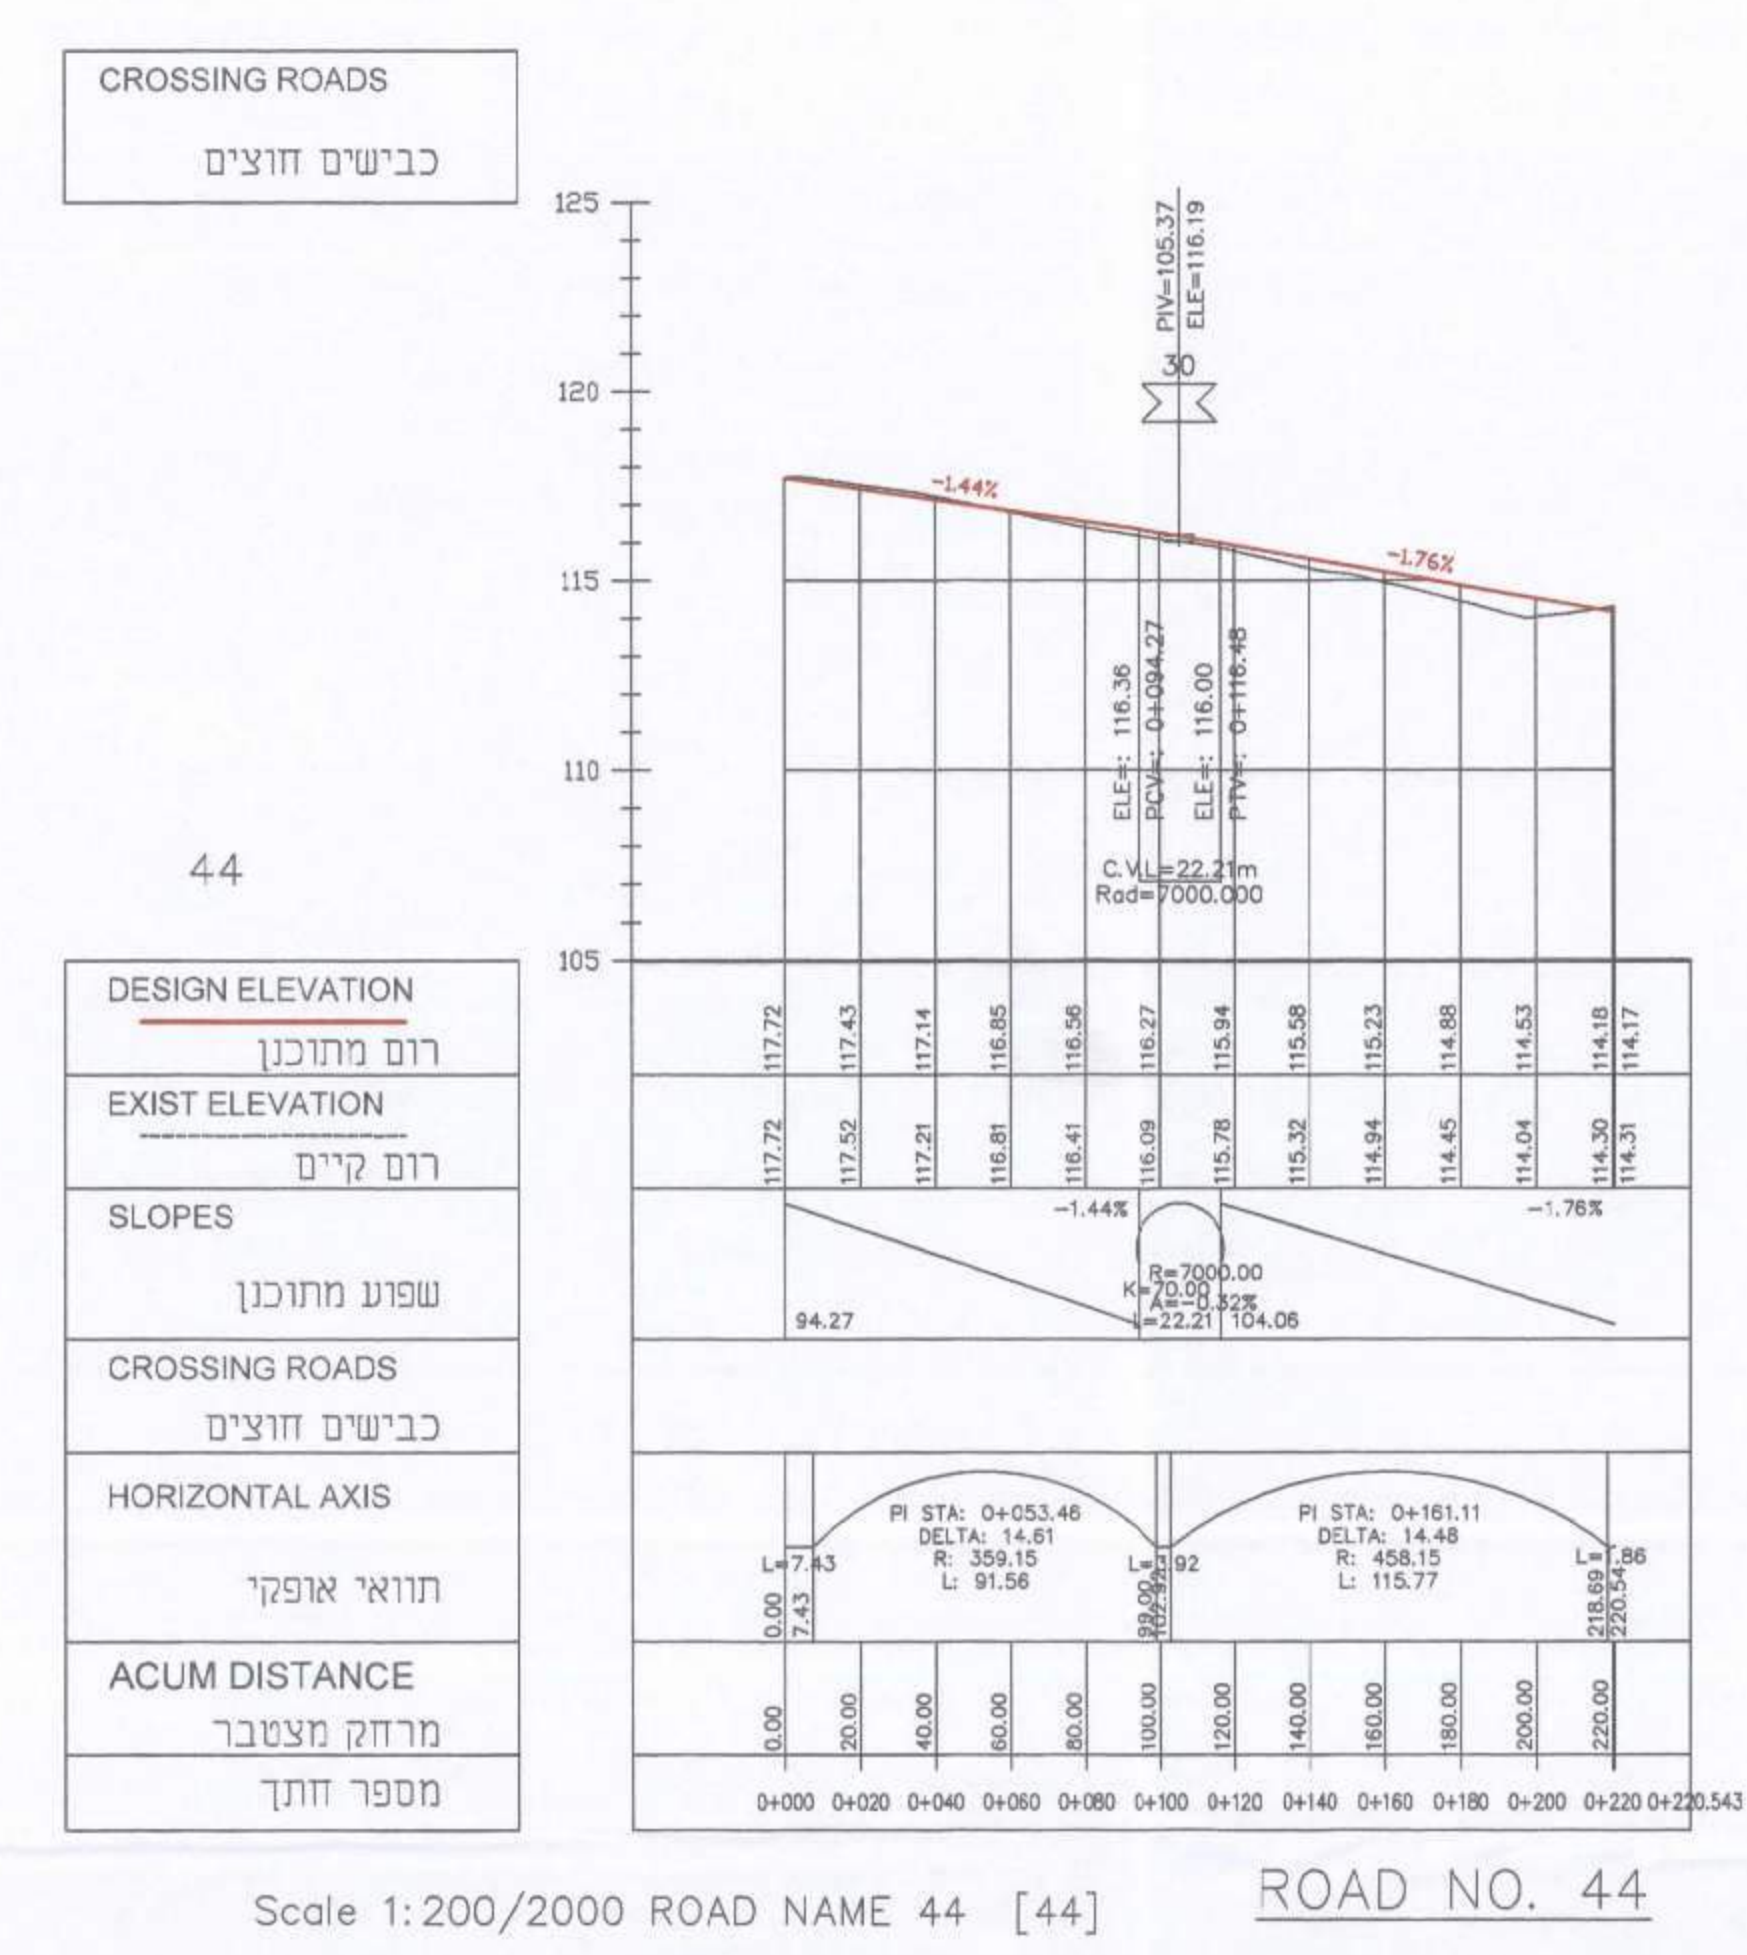 CROSSING ROADS
כבישים חוצים
125
120
115
110
105
PIV=105.37
ELE=116.19
30
-1.44%
-1.76%
ELE=: 116.36
PCV=: 0+094.27
ELE=: 116.00
PTV=: 0+116.48
C.V.L=22.21m
Rad=7000.000
44
DESIGN ELEVATION
רום מתוכנן
117.72 117.43 117.14 116.85 116.56 116.27 115.94 115.58 115.23 114.88 114.53 114.18 114.17
EXIST ELEVATION
רום קיים
117.72 117.52 117.21 116.81 116.41 116.09 115.78 115.32 114.94 114.45 114.04 114.30 114.31
SLOPES
שפוע מתוכנן
-1.44%
-1.76%
R=7000.00
K=70.00
A=-0.32%
94.27
L=22.21
104.06
CROSSING ROADS
כבישים חוצים
HORIZONTAL AXIS
תוואי אופקי
PI STA: 0+053.46
DELTA: 14.61
R: 359.15
L: 91.56
PI STA: 0+161.11
DELTA: 14.48
R: 458.15
L: 115.77
L=7.43
L=3.92
L=1.86
0.00 7.43 99.00 102.92 218.69 220.54
ACUM DISTANCE
מרחק מצטבר
0.00 20.00 40.00 60.00 80.00 100.00 120.00 140.00 160.00 180.00 200.00 220.00
מספר חתך
0+000 0+020 0+040 0+060 0+080 0+100 0+120 0+140 0+160 0+180 0+200 0+220 0+220.543
Scale 1:200/2000 ROAD NAME 44 [44]
ROAD NO. 44